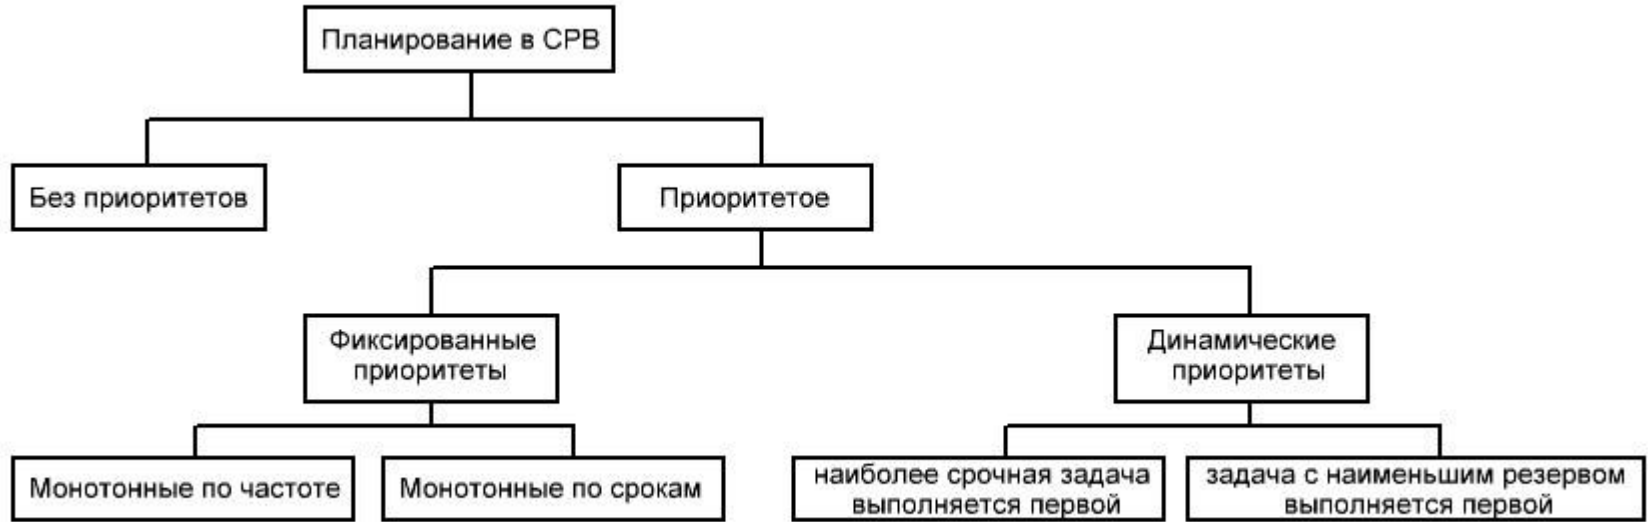 Планирование в СРВ
Без приоритетов
Приоритетое
Фиксированные
приоритеты
Динамические
приоритеты
Монотонные по частоте
Монотонные по срокам
наиболее срочная задача
выполняется первой
задача с наименьшим резервом
выполняется первой